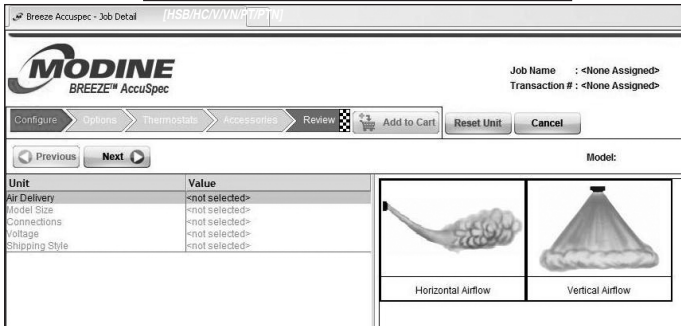 Breeze Accuspec - Job Detail
[HSB/HC/V/VN/PT/PTN]
MODINE
BREEZE™ AccuSpec
Job Name : <None Assigned>
Transaction # : <None Assigned>
Configure Options Thermostats Accessories Review Add to Cart Reset Unit Cancel
Previous Next Model:
Unit Value
Air Delivery <not selected>
Model Size <not selected>
Connections <not selected>
Voltage <not selected>
Shipping Style <not selected>
Horizontal Airflow Vertical Airflow